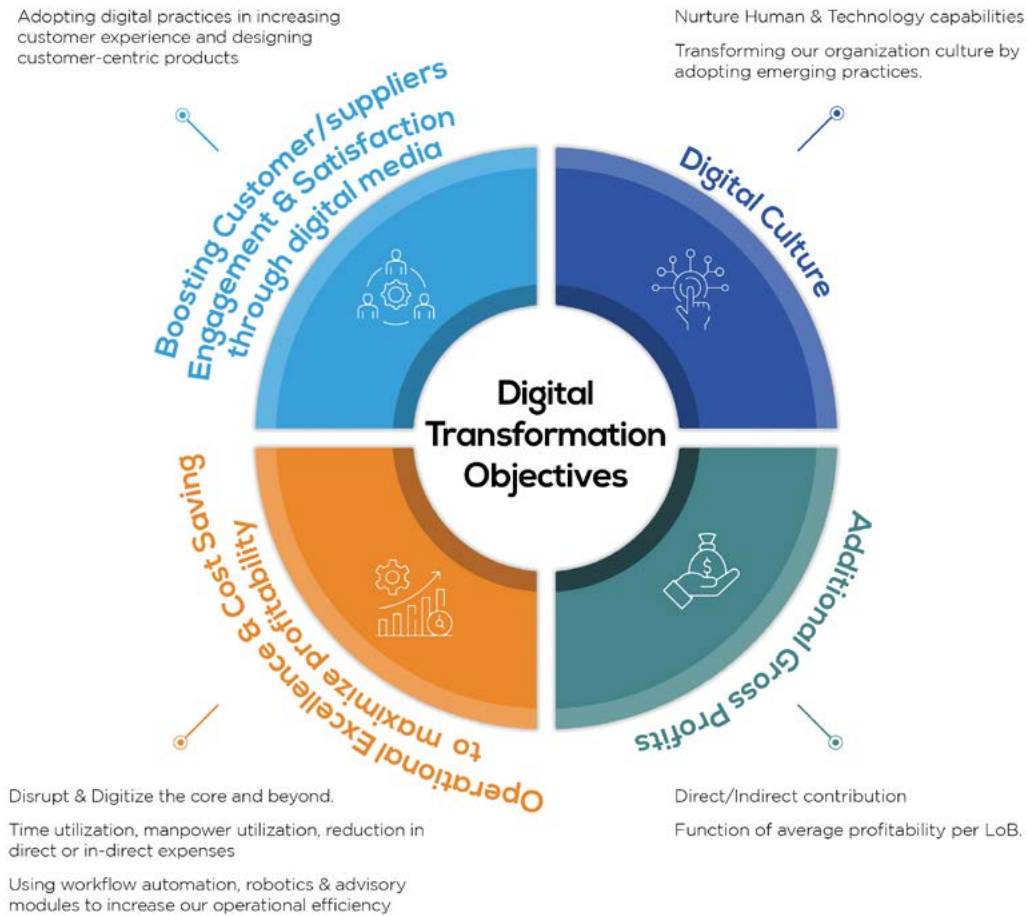 Adopting digital practices in increasing
customer experience and designing
customer-centric products
Nurture Human & Technology capabilities
Transforming our organization culture by
adopting emerging practices.
Boosting Customer/suppliers
Engagement & Satisfaction
through digital media
Digital Culture
Digital
Transformation
Objectives
Operational Excellence & Cost Saving
to maximize profitability
Additional Gross Profits
$
Disrupt & Digitize the core and beyond.
Time utilization, manpower utilization, reduction in
direct or in-direct expenses
Using workflow automation, robotics & advisory
modules to increase our operational efficiency
Direct/Indirect contribution
Function of average profitability per LoB.